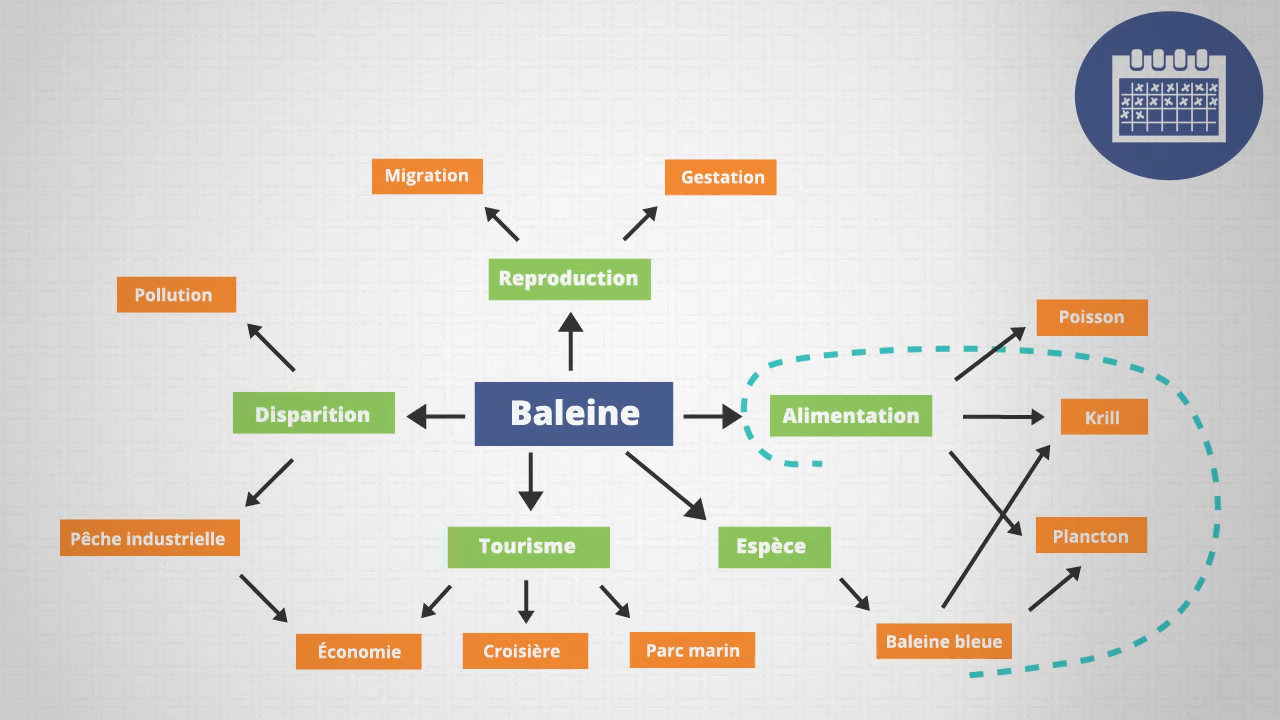 Migration
Gestation
Reproduction
Pollution
Poisson
Disparition
Baleine
Alimentation
Krill
Pêche industrielle
Tourisme
Espèce
Plancton
Économie
Croisière
Parc marin
Baleine bleue